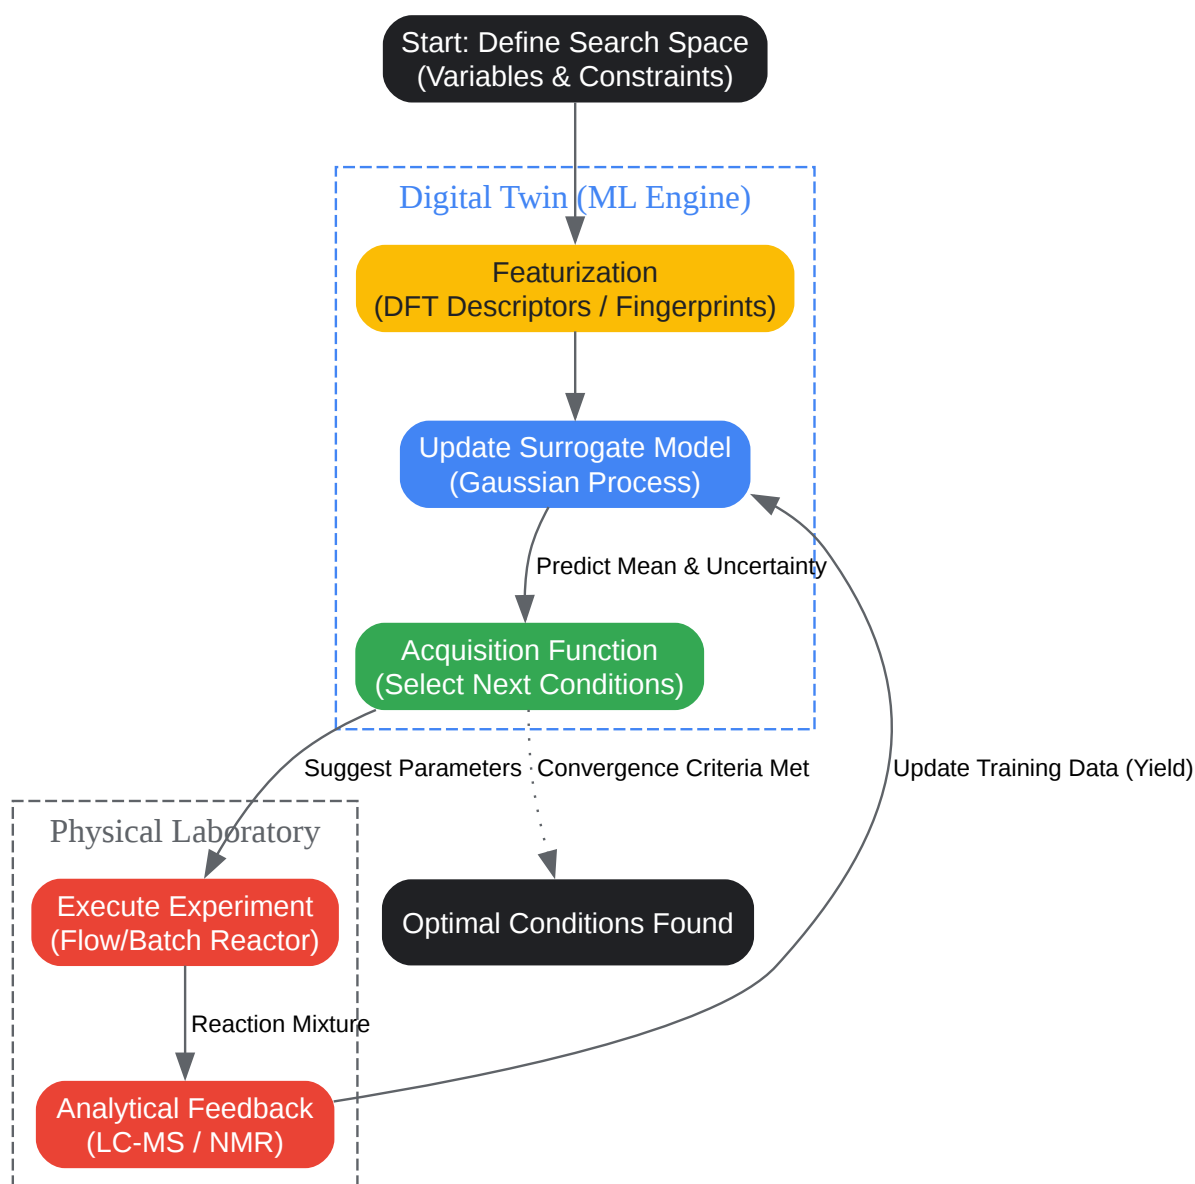 Start: Define Search Space
(Variables & Constraints)
Digital Twin (ML Engine)
Featurization
(DFT Descriptors / Fingerprints)
Update Surrogate Model
(Gaussian Process)
Predict Mean & Uncertainty
Acquisition Function
(Select Next Conditions)
Suggest Parameters
Convergence Criteria Met
Update Training Data (Yield)
Physical Laboratory
Execute Experiment
(Flow/Batch Reactor)
Optimal Conditions Found
Reaction Mixture
Analytical Feedback
(LC-MS / NMR)